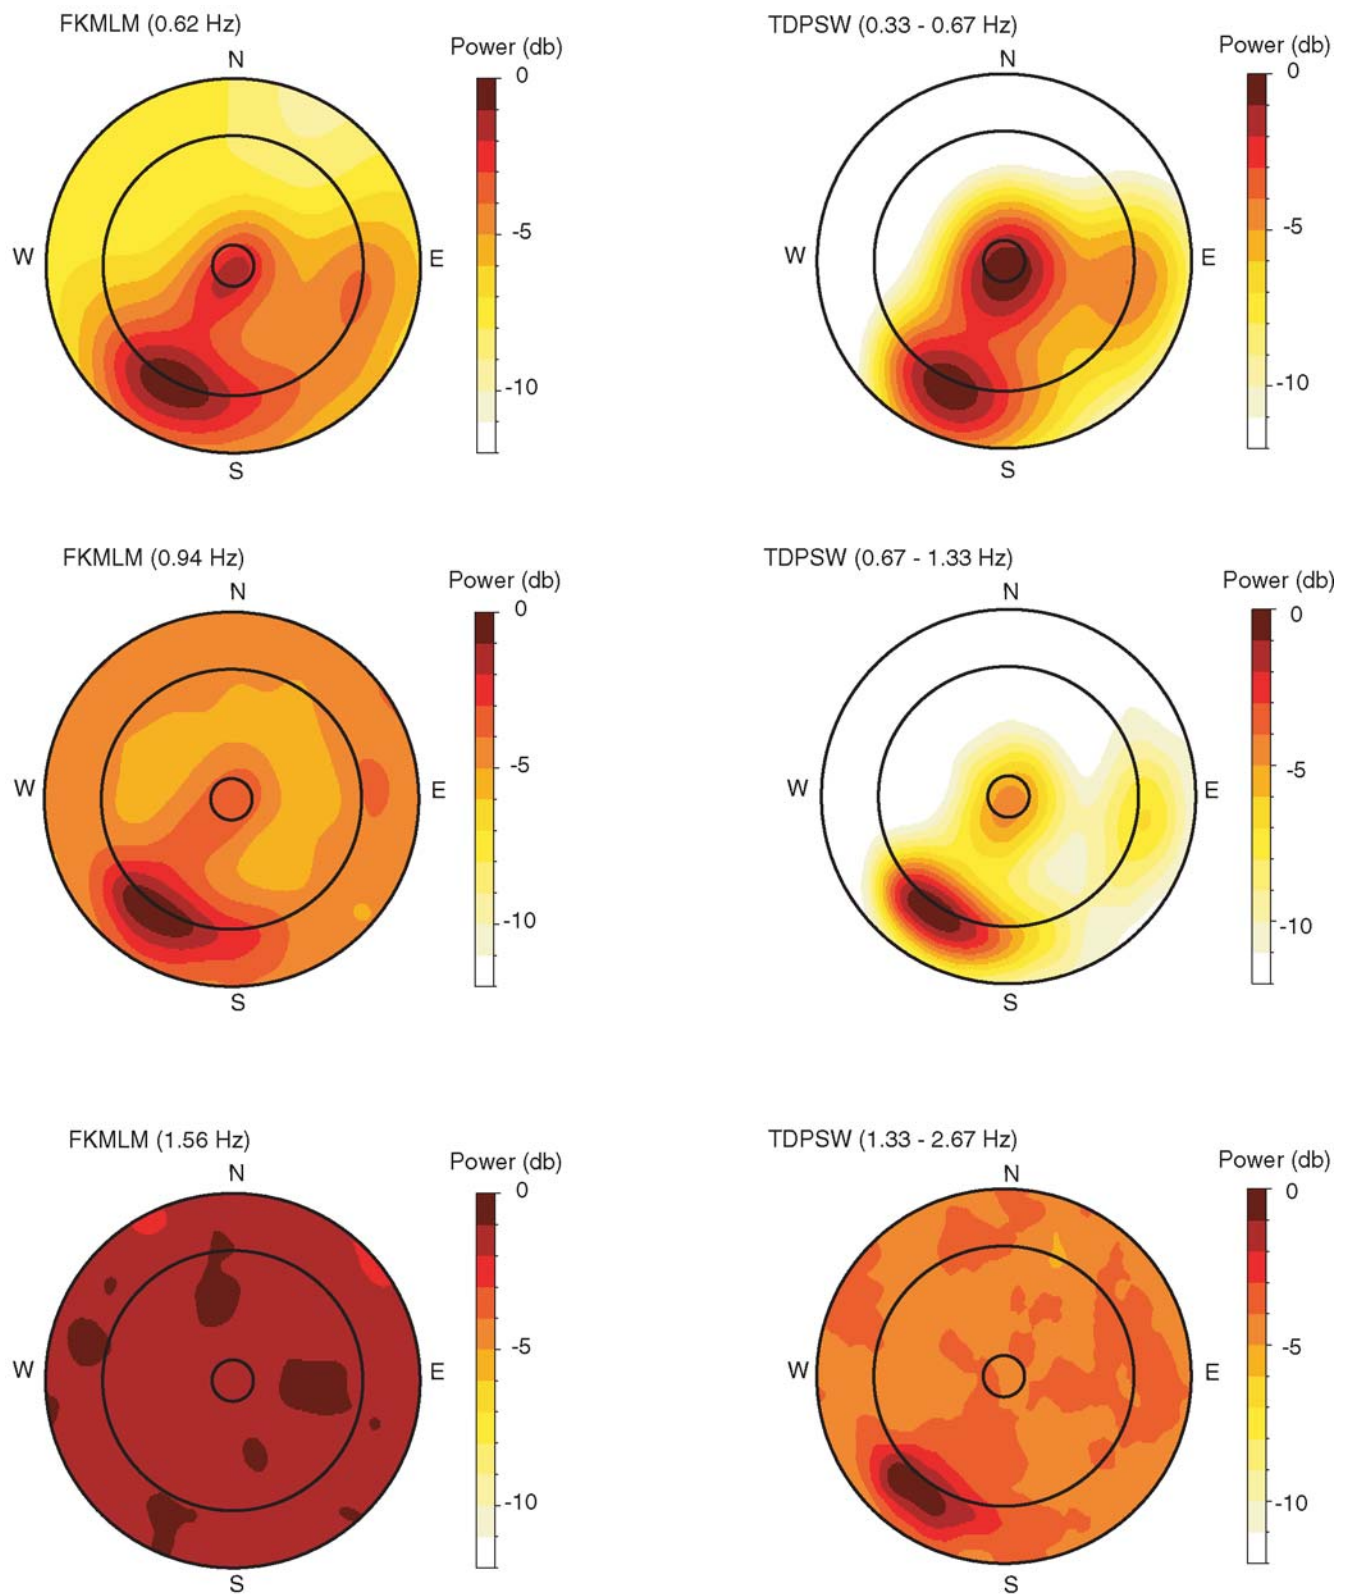 FKMLM (0.62 Hz)
Power (db)
N
0
W
E
-5
-10
S
TDPSW (0.33 - 0.67 Hz)
Power (db)
N
0
W
E
-5
-10
S
FKMLM (0.94 Hz)
Power (db)
N
0
W
E
-5
-10
S
TDPSW (0.67 - 1.33 Hz)
Power (db)
N
0
W
E
-5
-10
S
FKMLM (1.56 Hz)
Power (db)
N
0
W
E
-5
-10
S
TDPSW (1.33 - 2.67 Hz)
Power (db)
N
0
W
E
-5
-10
S